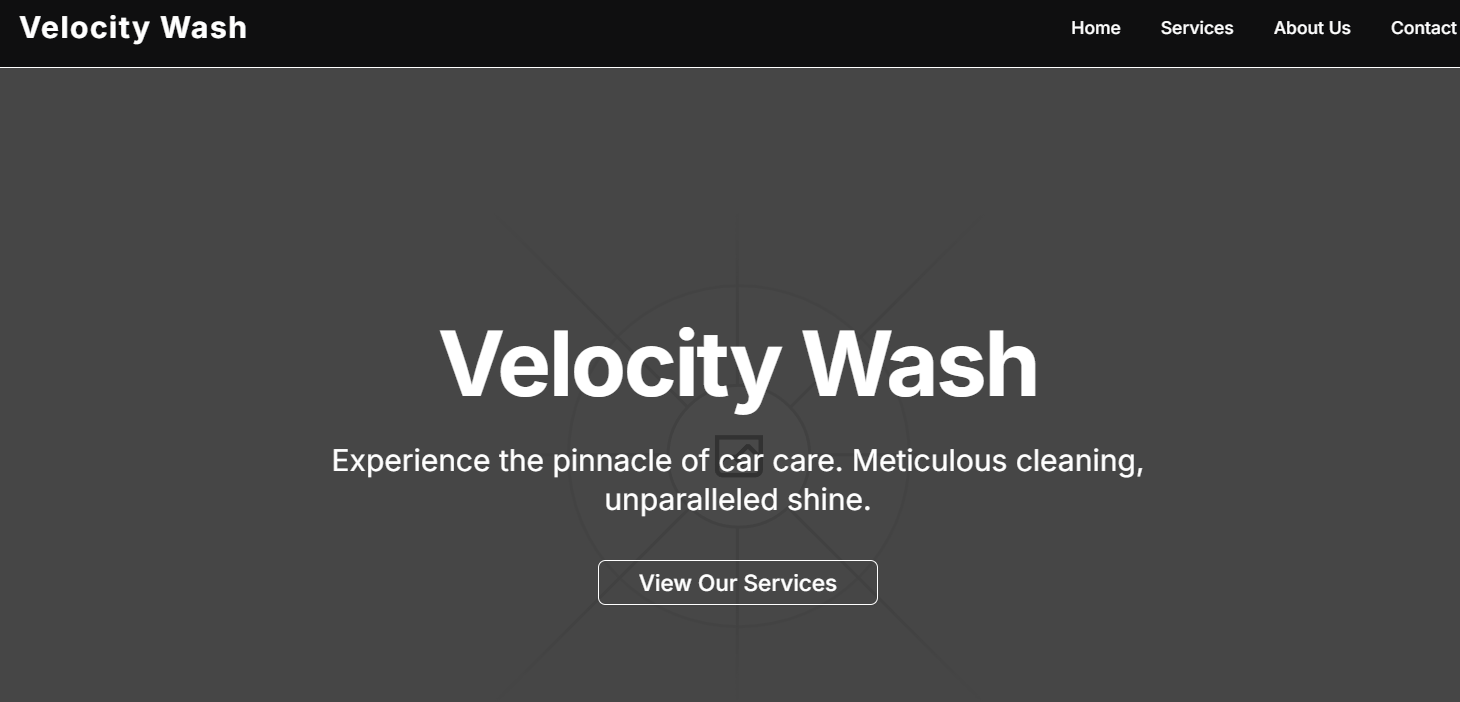 Velocity Wash
Home Services About Us Contact
Velocity Wash
Experience the pinnacle of car care. Meticulous cleaning,
unparalleled shine.
View Our Services